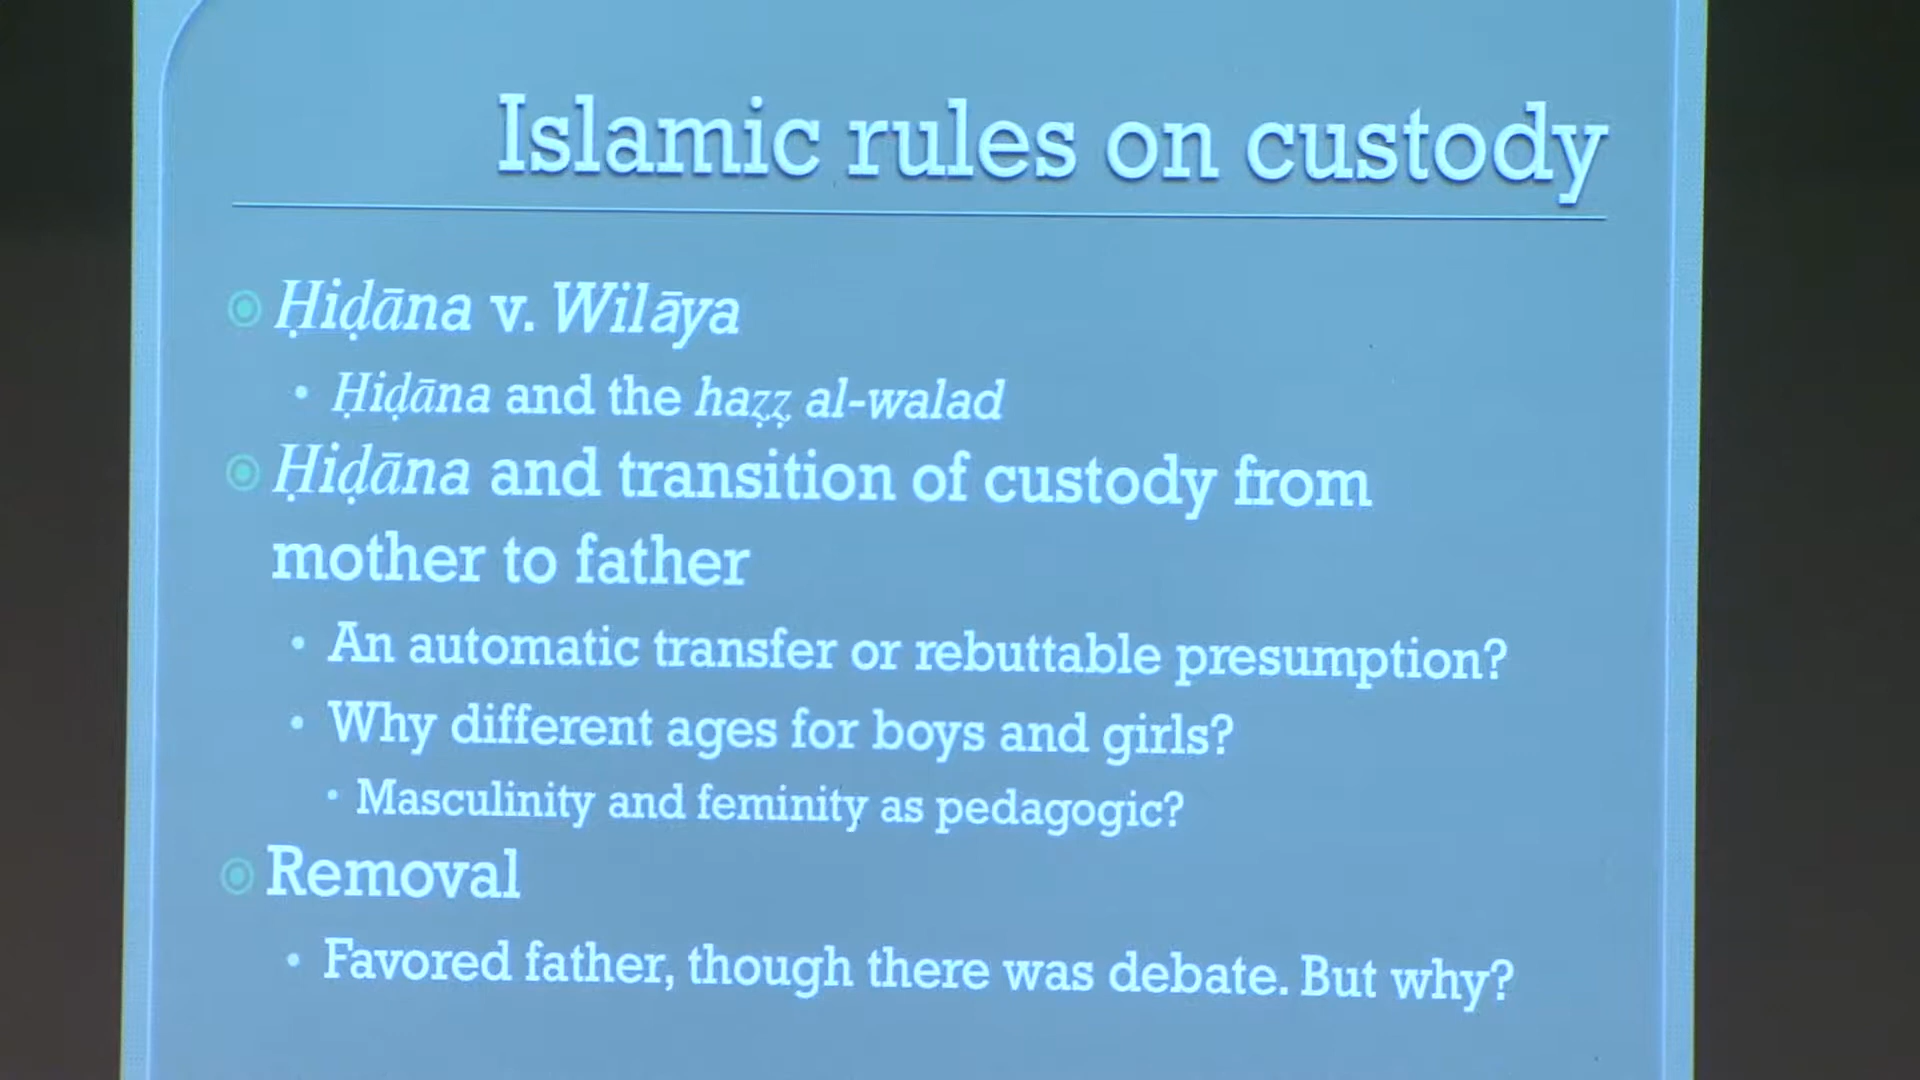 Islamic rules on custody
Ḥiḍāna v. Wilāya
Ḥiḍāna and the haẓẓ al-walad
Ḥiḍāna and transition of custody from
mother to father
An automatic transfer or rebuttable presumption?
Why different ages for boys and girls?
Masculinity and feminity as pedagogic?
Removal
Favored father, though there was debate. But why?